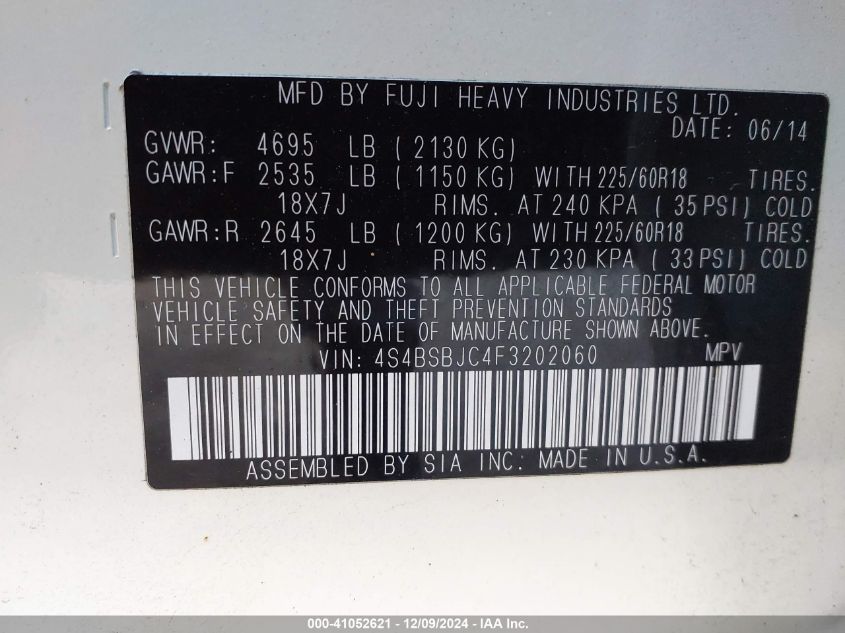 MFD BY FUJI HEAVY INDUSTRIES LTD.
DATE: 06/14
GVWR: 4695 LB ( 2130 KG)
GAWR:F 2535 LB ( 1150 KG) WITH 225/60R18 TIRES.
18X7J RIMS. AT 240 KPA ( 35 PSI) COLD
GAWR:R 2645 LB ( 1200 KG) WITH 225/60R18 TIRES.
18X7J RIMS. AT 230 KPA ( 33 PSI) COLD
THIS VEHICLE CONFORMS TO ALL APPLICABLE FEDERAL MOTOR
VEHICLE SAFETY AND THEFT PREVENTION STANDARDS
IN EFFECT ON THE DATE OF MANUFACTURE SHOWN ABOVE.
VIN: 4S4BSBJC4F3202060 MPV
ASSEMBLED BY SIA INC. MADE IN U.S.A.
000-41052621 - 12/09/2024 - IAA Inc.